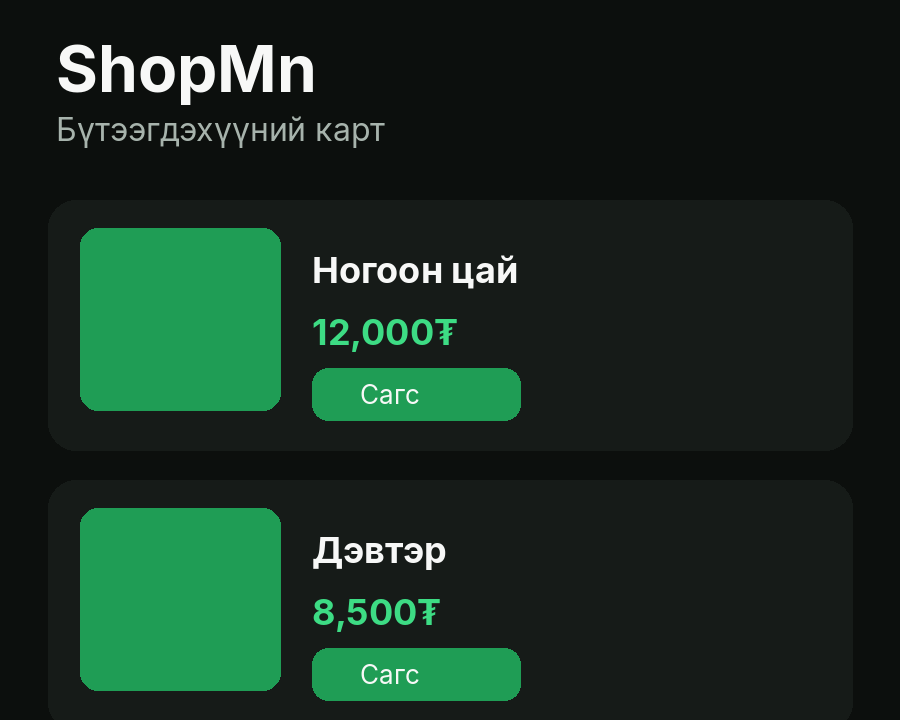 ShopMn
Бүтээгдэхүүний карт
Ногоон цай
12,000₮
Сагс
Дэвтэр
8,500₮
Сагс